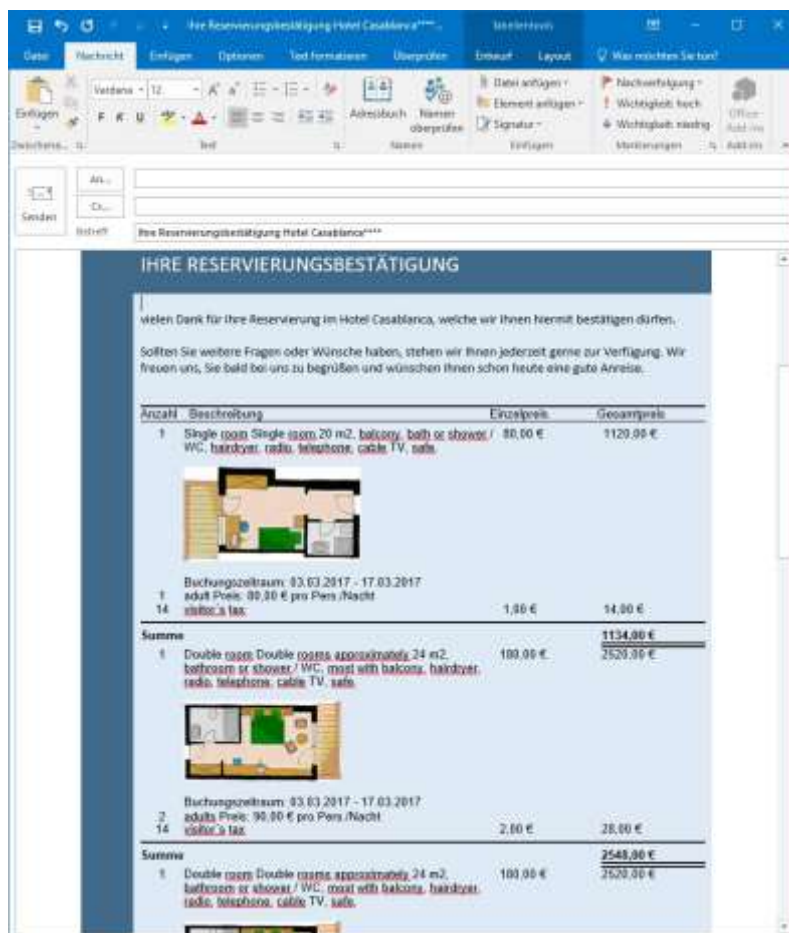 Ihre Reservierungsbestätigung Hotel Casablanca****
Datei Nachricht Einfügen Optionen Text formatieren Überprüfen Entwurf Layout Was möchten Sie tun?
Einfügen
Verdana 12
F K U
Adressbuch Namen überprüfen
Datei anfügen
Element anfügen
Signatur
Nachverfolgung
Wichtigkeit: hoch
Wichtigkeit: niedrig
Office-Add-Ins
Text Namen Einfügen Markierungen Add-Ins
Senden
An...
Cc...
Betreff
Ihre Reservierungsbestätigung Hotel Casablanca****
IHRE RESERVIERUNGSBESTÄTIGUNG
vielen Dank für Ihre Reservierung im Hotel Casablanca, welche wir Ihnen hiermit bestätigen dürfen.
Sollten Sie weitere Fragen oder Wünsche haben, stehen wir Ihnen jederzeit gerne zur Verfügung. Wir
freuen uns, Sie bald bei uns zu begrüßen und wünschen Ihnen schon heute eine gute Anreise.
Anzahl Beschreibung Einzelpreis Gesamtpreis
1 Single room Single room 20 m2, balcony, bath or shower / 80,00 € 1120,00 €
WC, hairdryer, radio, telephone, cable TV, safe.
Buchungszeitraum: 03.03.2017 - 17.03.2017
1 adult Preis: 80,00 € pro Pers./Nacht
14 visitor´s tax 1,00 € 14,00 €
Summe 1134,00 €
1 Double room Double rooms approximately 24 m2, 180,00 € 2520,00 €
bathroom or shower / WC, most with balcony, hairdryer,
radio, telephone, cable TV, safe.
Buchungszeitraum: 03.03.2017 - 17.03.2017
2 adults Preis: 90,00 € pro Pers./Nacht
14 visitor´s tax 2,00 € 28,00 €
Summe 2548,00 €
1 Double room Double rooms approximately 24 m2, 180,00 € 2520,00 €
bathroom or shower / WC, most with balcony, hairdryer,
radio, telephone, cable TV, safe.